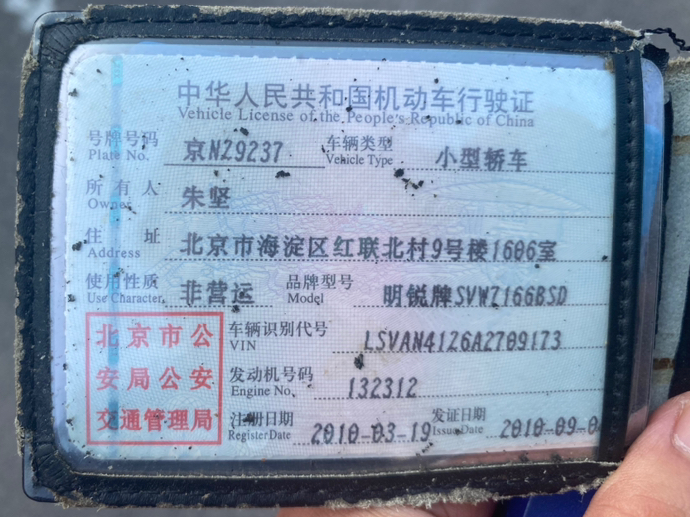 中华人民共和国机动车行驶证
Vehicle License of the People's Republic of China
号牌号码 京NZ9237 车辆类型 小型轿车
Plate No. Vehicle Type
所有人 朱坚
Owner
住址 北京市海淀区红联北村9号楼1606室
Address
使用性质 非营运 品牌型号 明锐牌SVW7166BSD
Use Character Model
北京市公
安局公安
交通管理局
车辆识别代号 LSVAN4126A2709173
VIN
发动机号码 132312
Engine No.
注册日期 2010-03-19 发证日期 2010-09-0
Register Date Issue Date